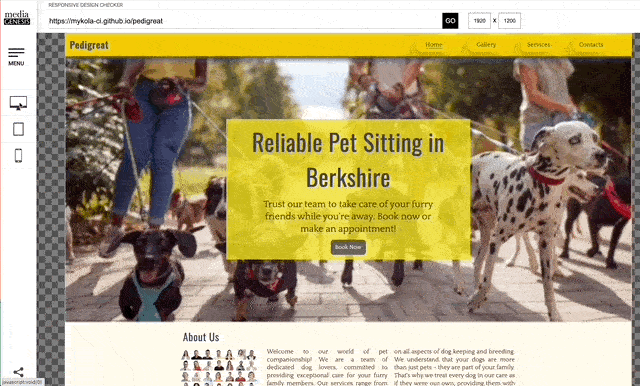 RESPONSIVE DESIGN CHECKER
media
GENESIS
https://mykola-ci.github.io/pedigreat
GO
1920 X 1200
MENU
Pedigreat
Home Gallery Services Contacts
Reliable Pet Sitting in
Berkshire
Trust our team to take care of your furry
friends while you're away. Book now or
make an appointment!
Book Now
About Us
Welcome to our world of pet
companionship! We are a team of
dedicated dog lovers, committed to
providing exceptional care for your furry
family members. Our services range from
on all aspects of dog keeping and breeding.
We understand that your dogs are more
than just pets - they are part of your family.
That's why we treat every dog in our care as
if they were our own, providing them with
javascript:void(0)